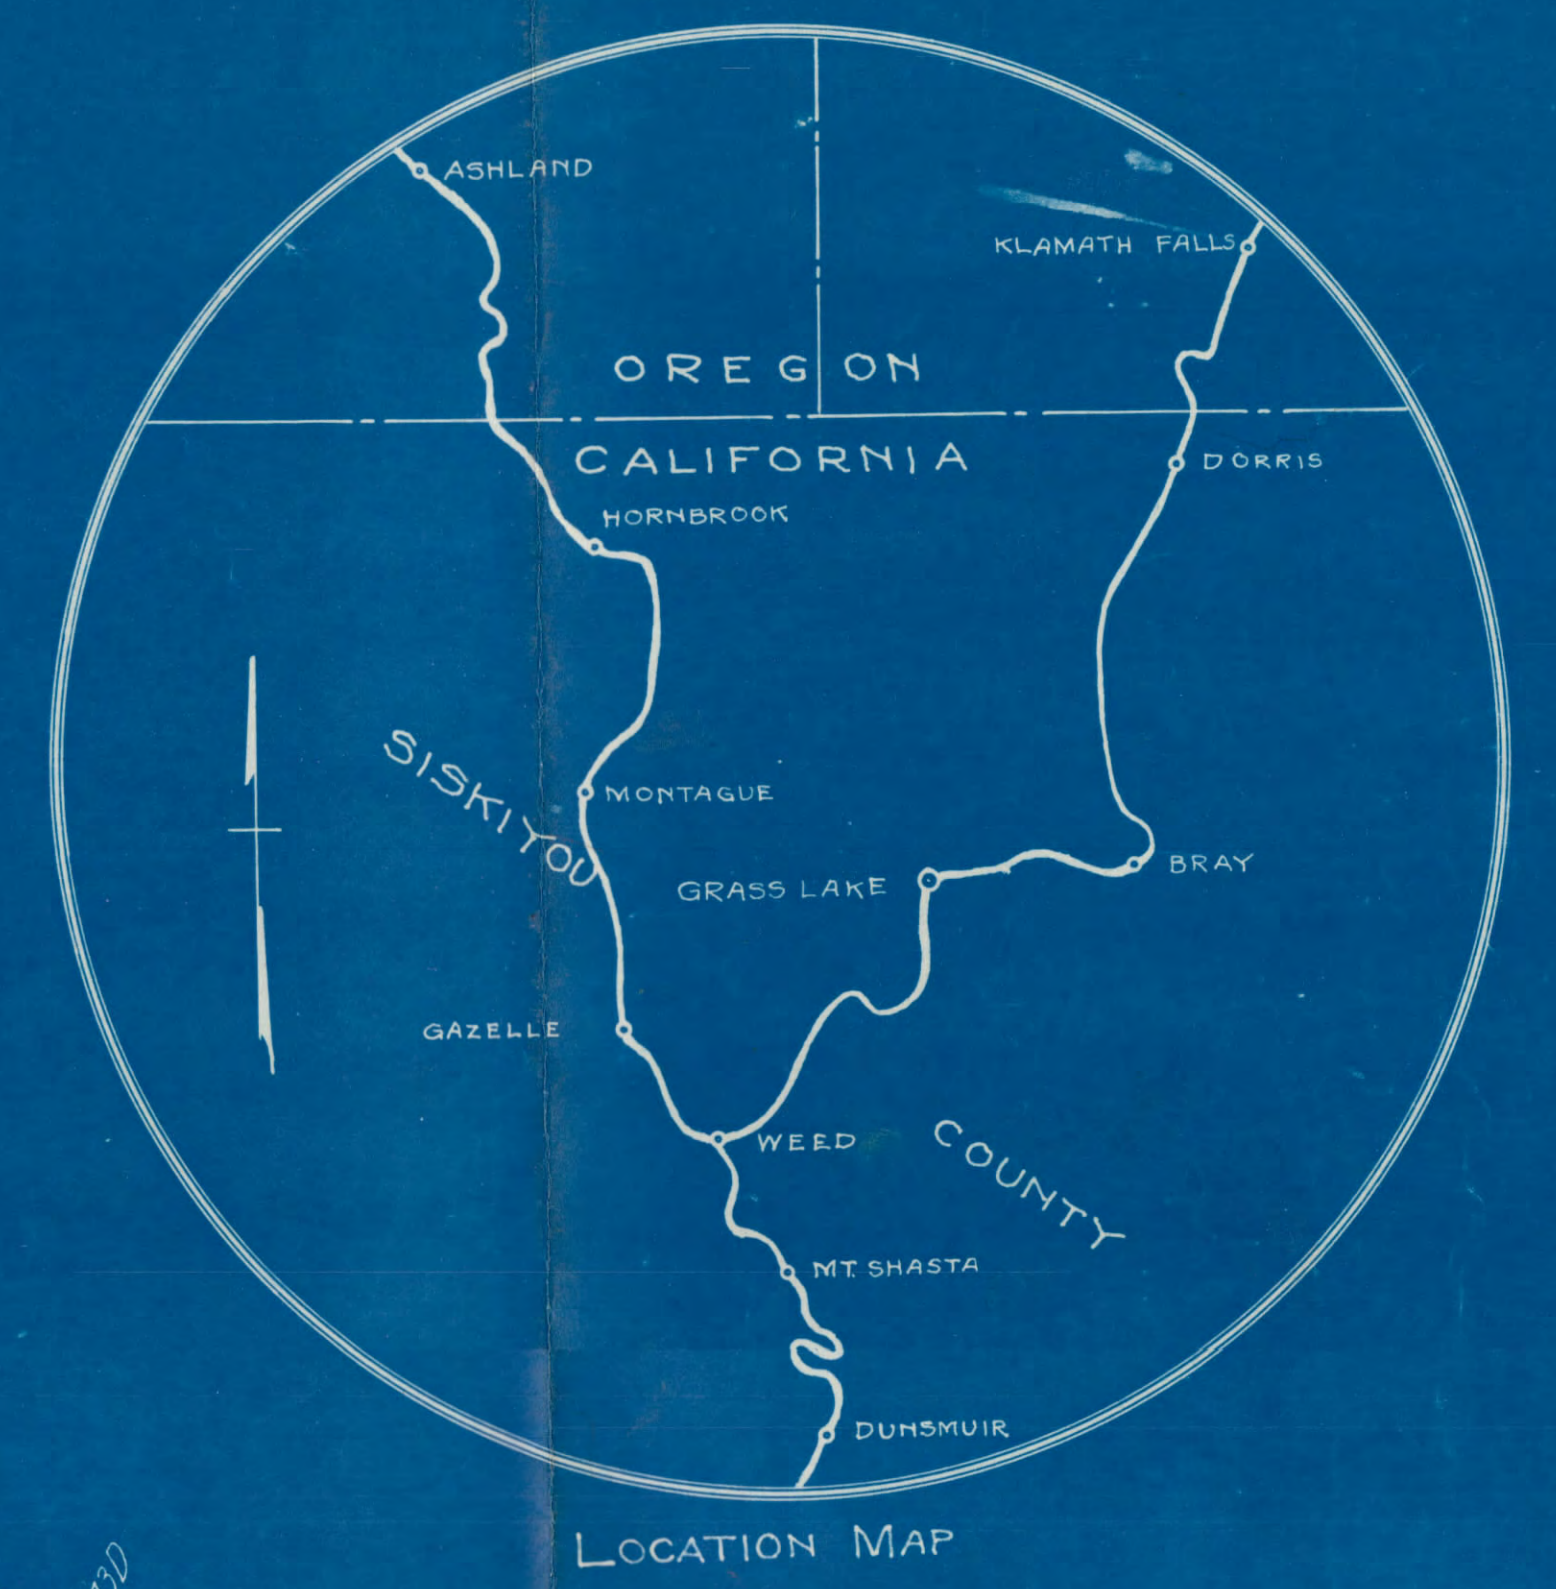 ASHLAND
KLAMATH FALLS
OREGON
CALIFORNIA
DORRIS
HORNBROOK
SISKIYOU
MONTAGUE
BRAY
GRASS LAKE
GAZELLE
WEED
COUNTY
MT. SHASTA
DUNSMUIR
LOCATION MAP